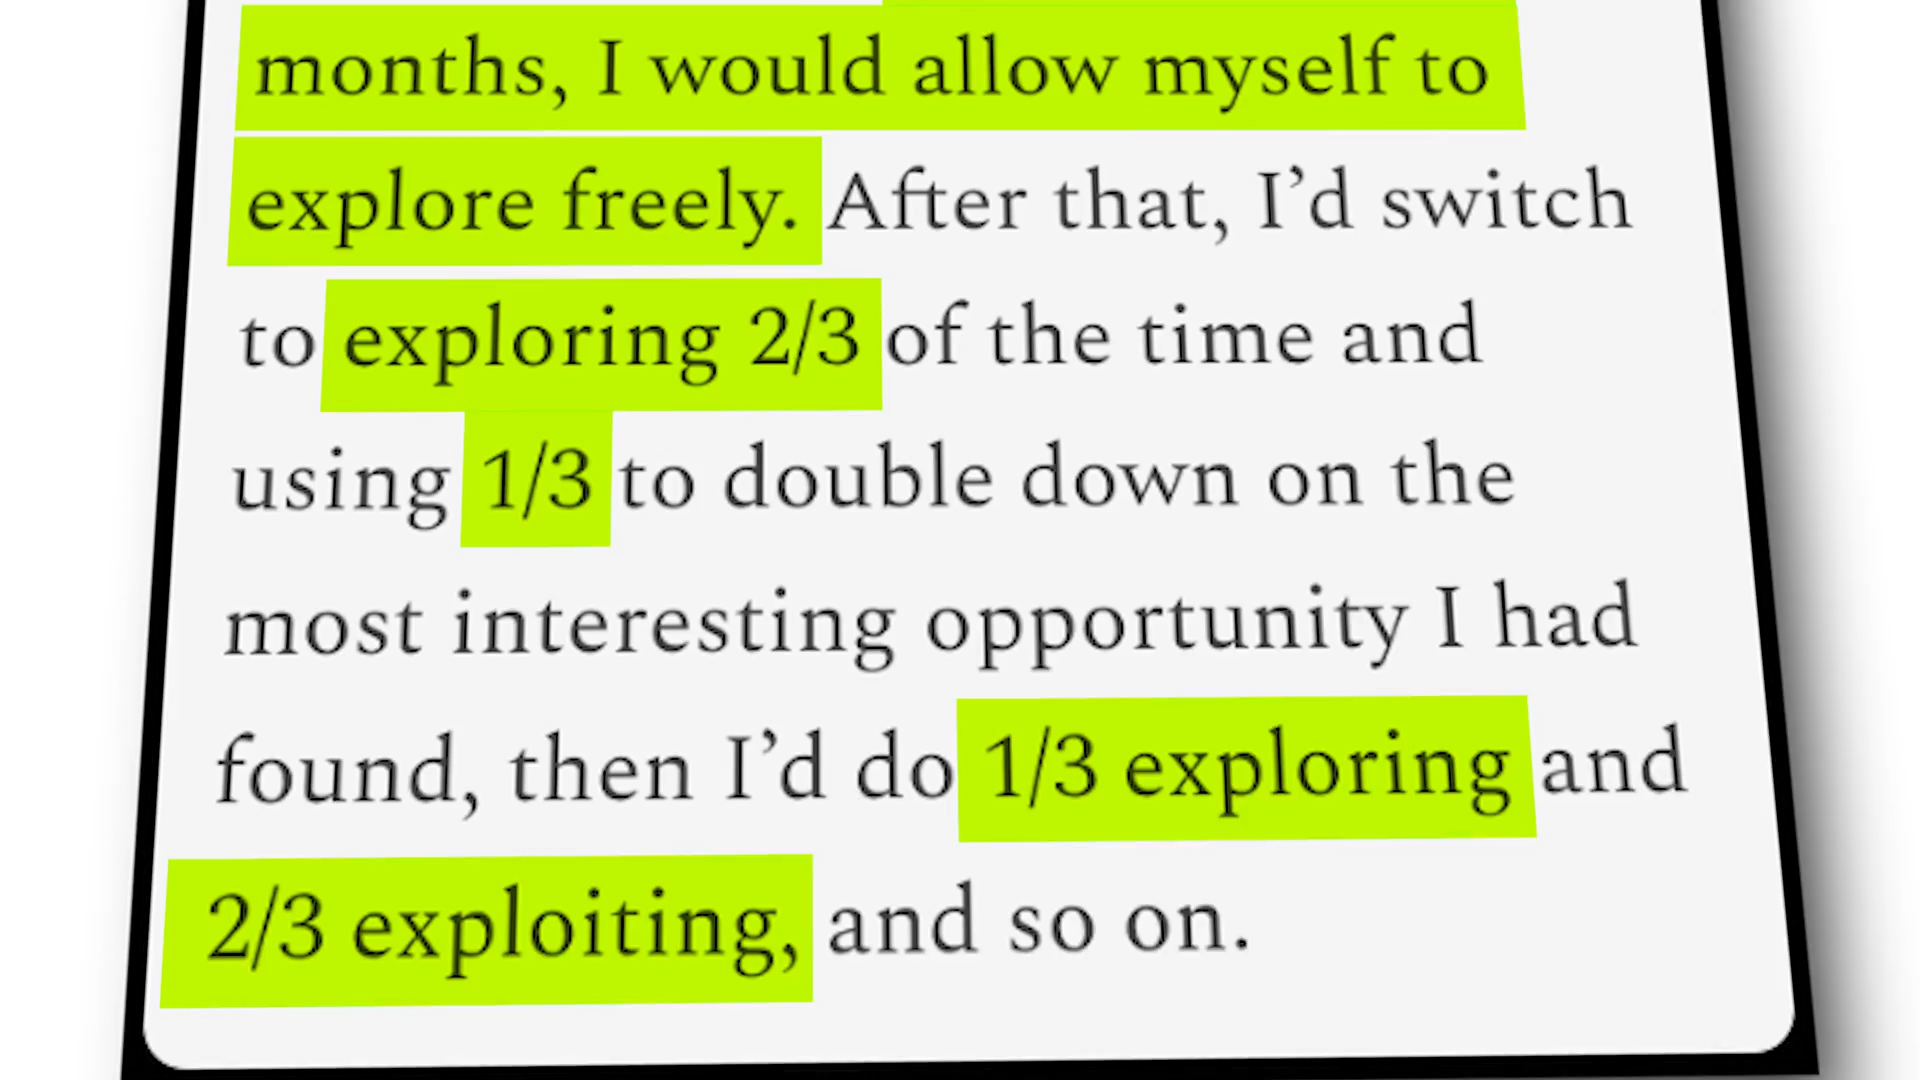 months, I would allow myself to
explore freely. After that, I’d switch
to exploring 2/3 of the time and
using 1/3 to double down on the
most interesting opportunity I had
found, then I’d do 1/3 exploring and
2/3 exploiting, and so on.